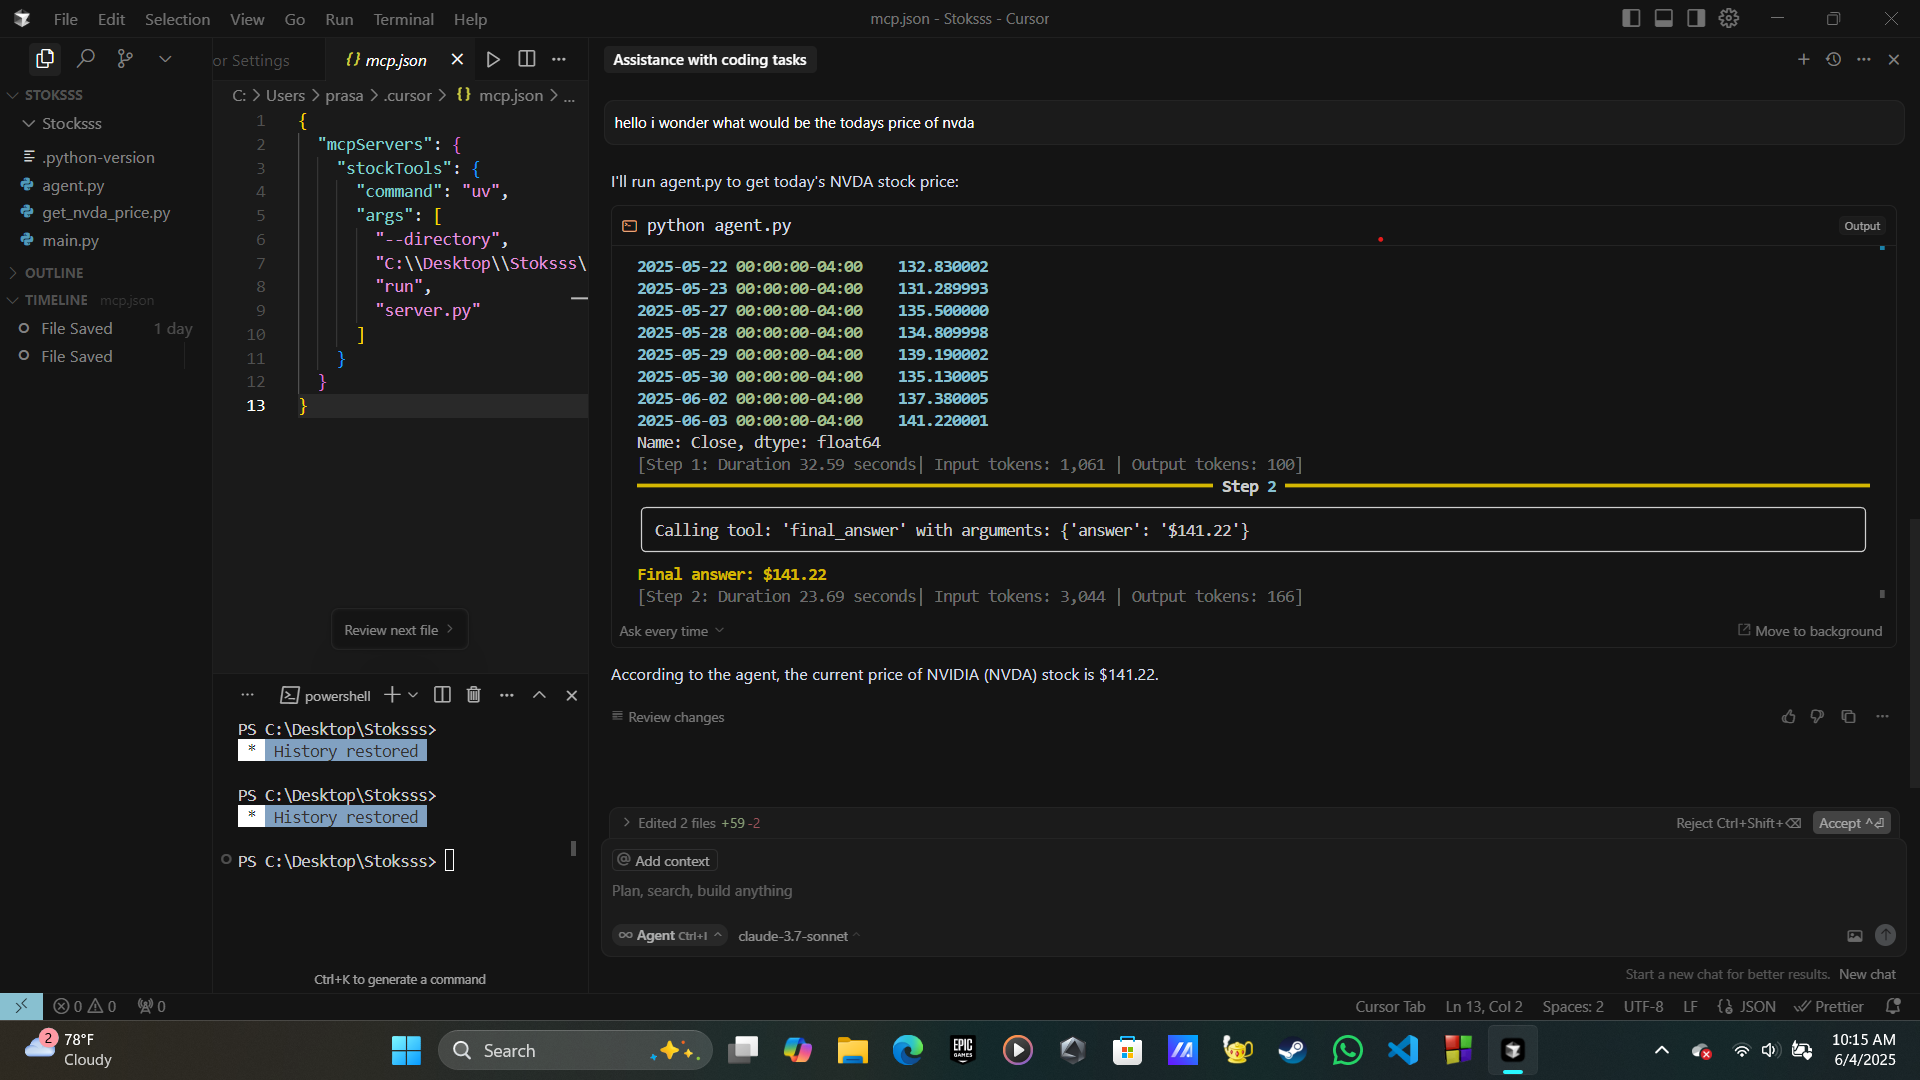 File Edit Selection View Go Run Terminal Help
mcp.json - Stoksss - Cursor
or Settings
{} mcp.json
STOKSSS
Stocksss
.python-version
agent.py
get_nvda_price.py
main.py
OUTLINE
TIMELINE mcp.json
File Saved 1 day
File Saved
C: > Users > prasa > .cursor > {} mcp.json > ...
1 {
2 "mcpServers": {
3 "stockTools": {
4 "command": "uv",
5 "args": [
6 "--directory",
7 "C:\\Desktop\\Stoksss\
8 "run",
9 "server.py"
10 ]
11 }
12 }
13 }
Review next file >
powershell
PS C:\Desktop\Stoksss>
* History restored
PS C:\Desktop\Stoksss>
* History restored
PS C:\Desktop\Stoksss>
Ctrl+K to generate a command
Assistance with coding tasks
hello i wonder what would be the todays price of nvda
I'll run agent.py to get today's NVDA stock price:
python agent.py
Output
2025-05-22 00:00:00-04:00 132.830002
2025-05-23 00:00:00-04:00 131.289993
2025-05-27 00:00:00-04:00 135.500000
2025-05-28 00:00:00-04:00 134.809998
2025-05-29 00:00:00-04:00 139.190002
2025-05-30 00:00:00-04:00 135.130005
2025-06-02 00:00:00-04:00 137.380005
2025-06-03 00:00:00-04:00 141.220001
Name: Close, dtype: float64
[Step 1: Duration 32.59 seconds| Input tokens: 1,061 | Output tokens: 100]
Step 2
Calling tool: 'final_answer' with arguments: {'answer': '$141.22'}
Final answer: $141.22
[Step 2: Duration 23.69 seconds| Input tokens: 3,044 | Output tokens: 166]
Ask every time
Move to background
According to the agent, the current price of NVIDIA (NVDA) stock is $141.22.
Review changes
> Edited 2 files +59 -2
Reject Ctrl+Shift+⌫ Accept ^⏎
@ Add context
Plan, search, build anything
∞ Agent Ctrl+I ^ claude-3.7-sonnet
Start a new chat for better results. New chat
0 0 0
Cursor Tab Ln 13, Col 2 Spaces: 2 UTF-8 LF {} JSON Prettier
2
78°F
Cloudy
Search
EPIC
GAMES
10:15 AM
6/4/2025